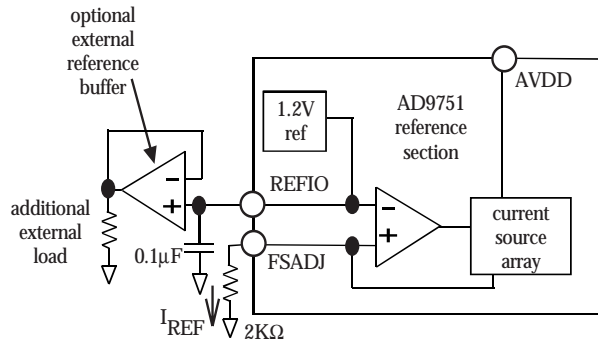 optional
external
reference
buffer
AVDD
1.2V
ref
AD9751
reference
section
REFIO
additional
external
load
0.1µF
FSADJ
current
source
array
IREF
2KΩ
-
+
-
+